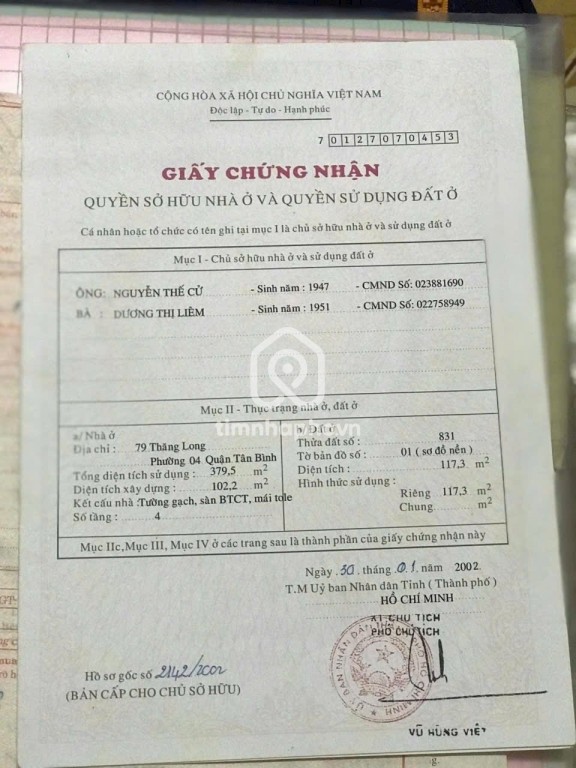 CỘNG HÒA XÃ HỘI CHỦ NGHĨA VIỆT NAM
Độc lập - Tự do - Hạnh phúc
7 0127070453
GIẤY CHỨNG NHẬN
QUYỀN SỞ HỮU NHÀ Ở VÀ QUYỀN SỬ DỤNG ĐẤT Ở
Cá nhân hoặc tổ chức có tên ghi tại mục I là chủ sở hữu nhà ở và sử dụng đất ở
Mục I - Chủ sở hữu nhà ở và sử dụng đất ở
ÔNG: NGUYỄN THẾ CỬ - Sinh năm : 1947 - CMND Số: 023881690
BÀ : DƯƠNG THỊ LIÊM - Sinh năm : 1951 - CMND Số: 022758949
Mục II - Thực trạng nhà ở, đất ở
timnhavn.vn
a/ Nhà ở
Địa chỉ : 79 Thăng Long
Phường 04 Quận Tân Bình
Tổng diện tích sử dụng : 379,5 m2
Diện tích xây dựng : 102,2 m2
Kết cấu nhà :Tường gạch, sàn BTCT, mái tole
Số tầng : 4
b/ Đất ở
Thửa đất số : 831
Tờ bản đồ số : 01 ( sơ đồ nền )
Diện tích : 117,3 m2
Hình thức sử dụng :
Riêng 117,3 m2
Chung m2
Mục IIc,Mục III, Mục IV ở các trang sau là thành phần của giấy chứng nhận này
Ngày 30 tháng 01 năm 2002
T.M Uỷ ban Nhân dân Tỉnh ( Thành phố )
HỒ CHÍ MINH
KT CHỦ TỊCH
PHÓ CHỦ TỊCH
Hồ sơ gốc số 2142/2002
(BẢN CẤP CHO CHỦ SỞ HỮU)
VŨ HÙNG VIỆT